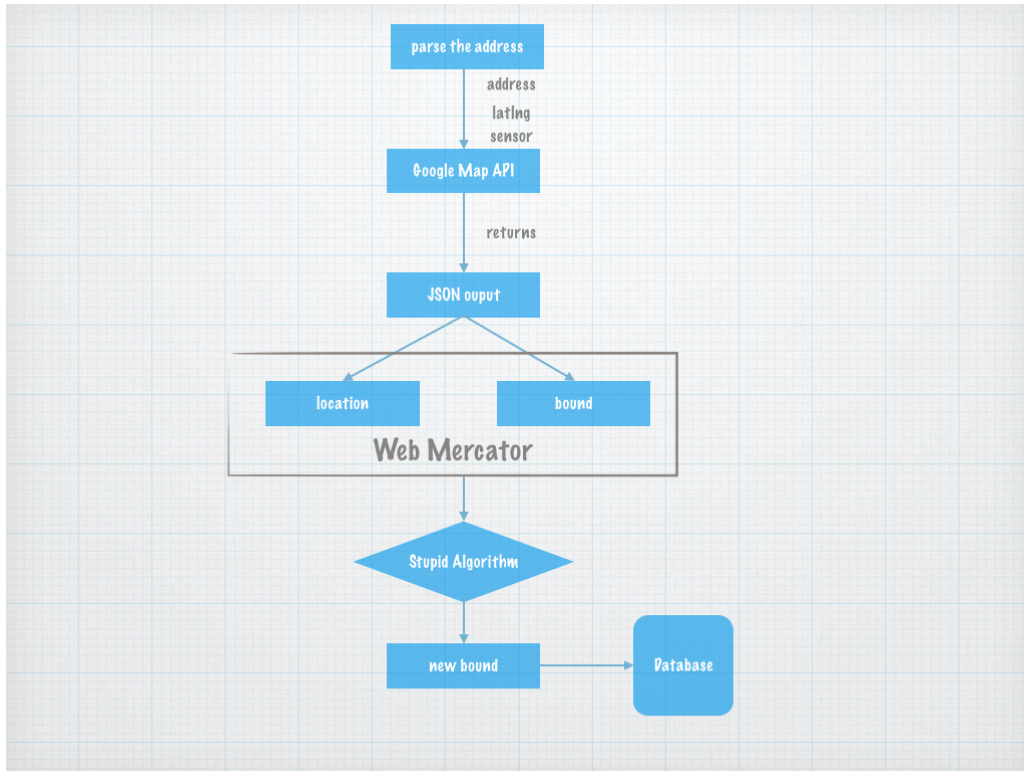 parse the address
address
latlng
sensor
Google Map API
returns
JSON ouput
location
bound
Web Mercator
Stupid Algorithm
new bound
Database